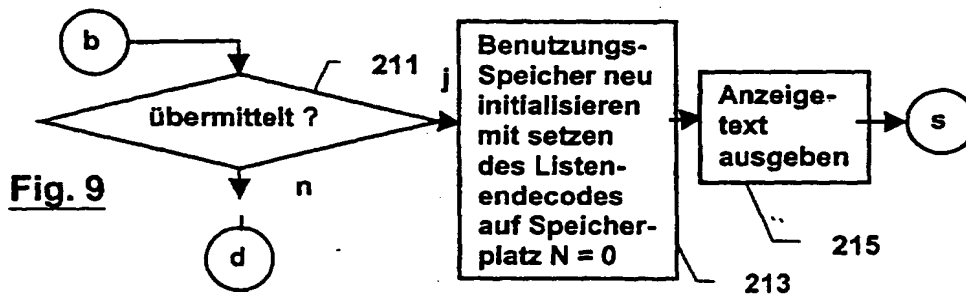 b
211
übermittelt ?
j
n
d
Fig. 9
Benutzungs-
Speicher neu
initialisieren
mit setzen
des Listen-
endecodes
auf Speicher-
platz N = 0
213
Anzeige-
text
ausgeben
215
s